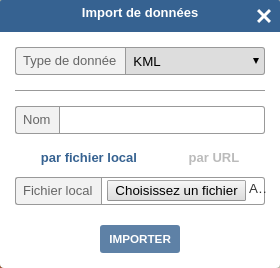 Import de données
Type de donnée KML
Nom
par fichier local par URL
Fichier local Choisissez un fichier A..
IMPORTER